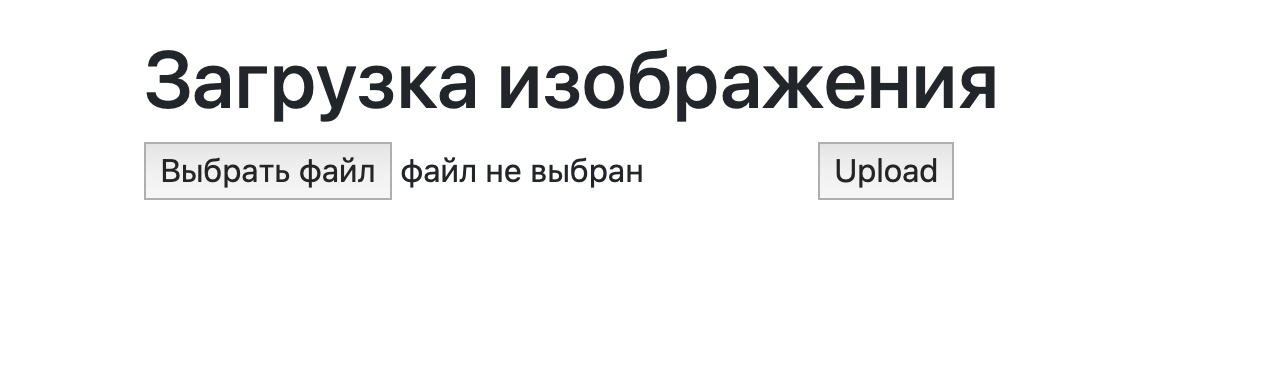 Загрузка изображения
Выбрать файл файл не выбран Upload